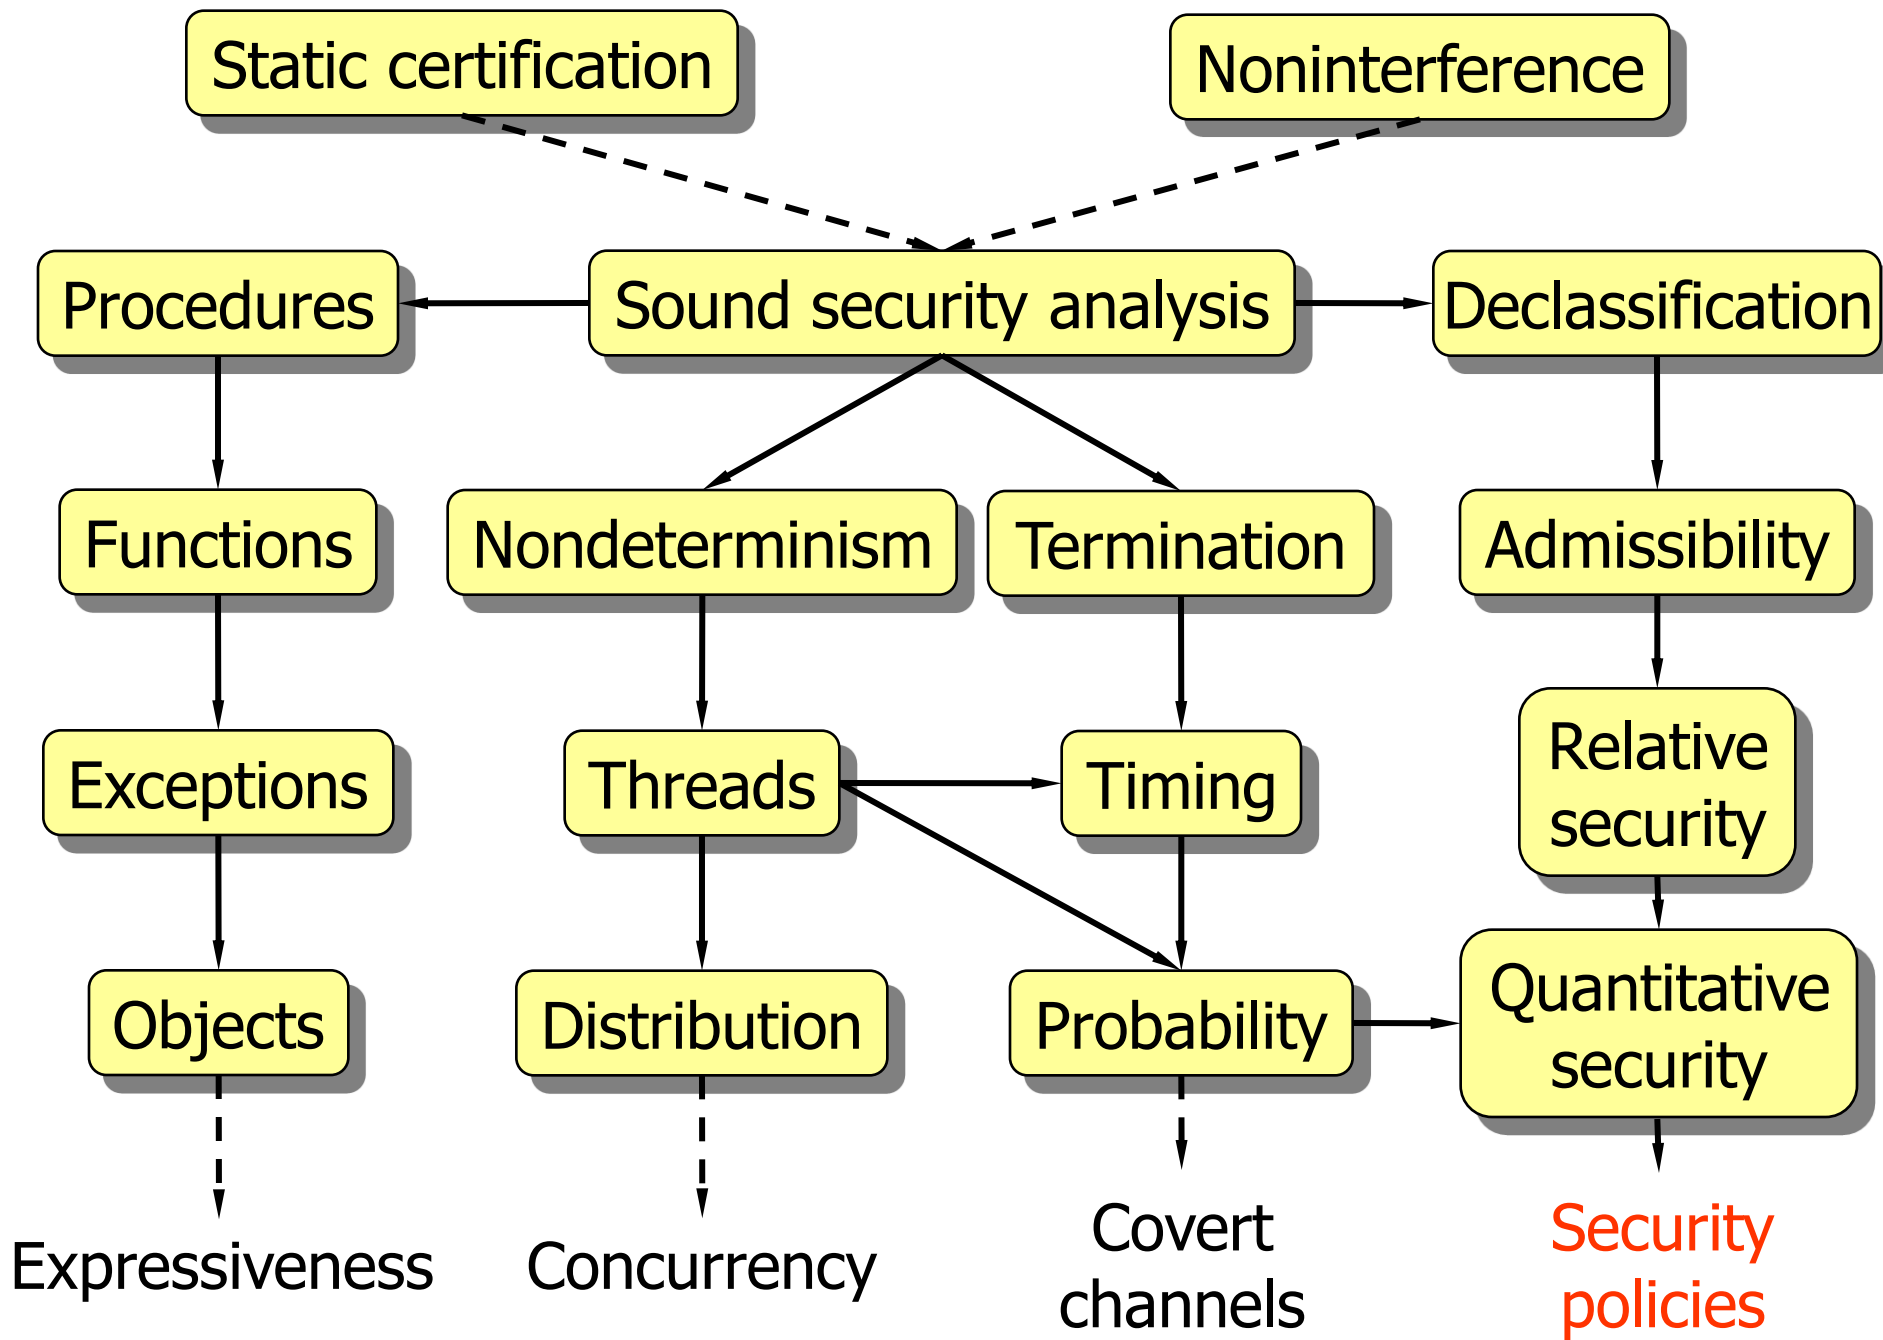 Static certification
Noninterference
Procedures
Sound security analysis
Declassification
Functions
Nondeterminism
Termination
Admissibility
Exceptions
Threads
Timing
Relative
security
Objects
Distribution
Probability
Quantitative
security
Expressiveness
Concurrency
Covert
channels
Security
policies